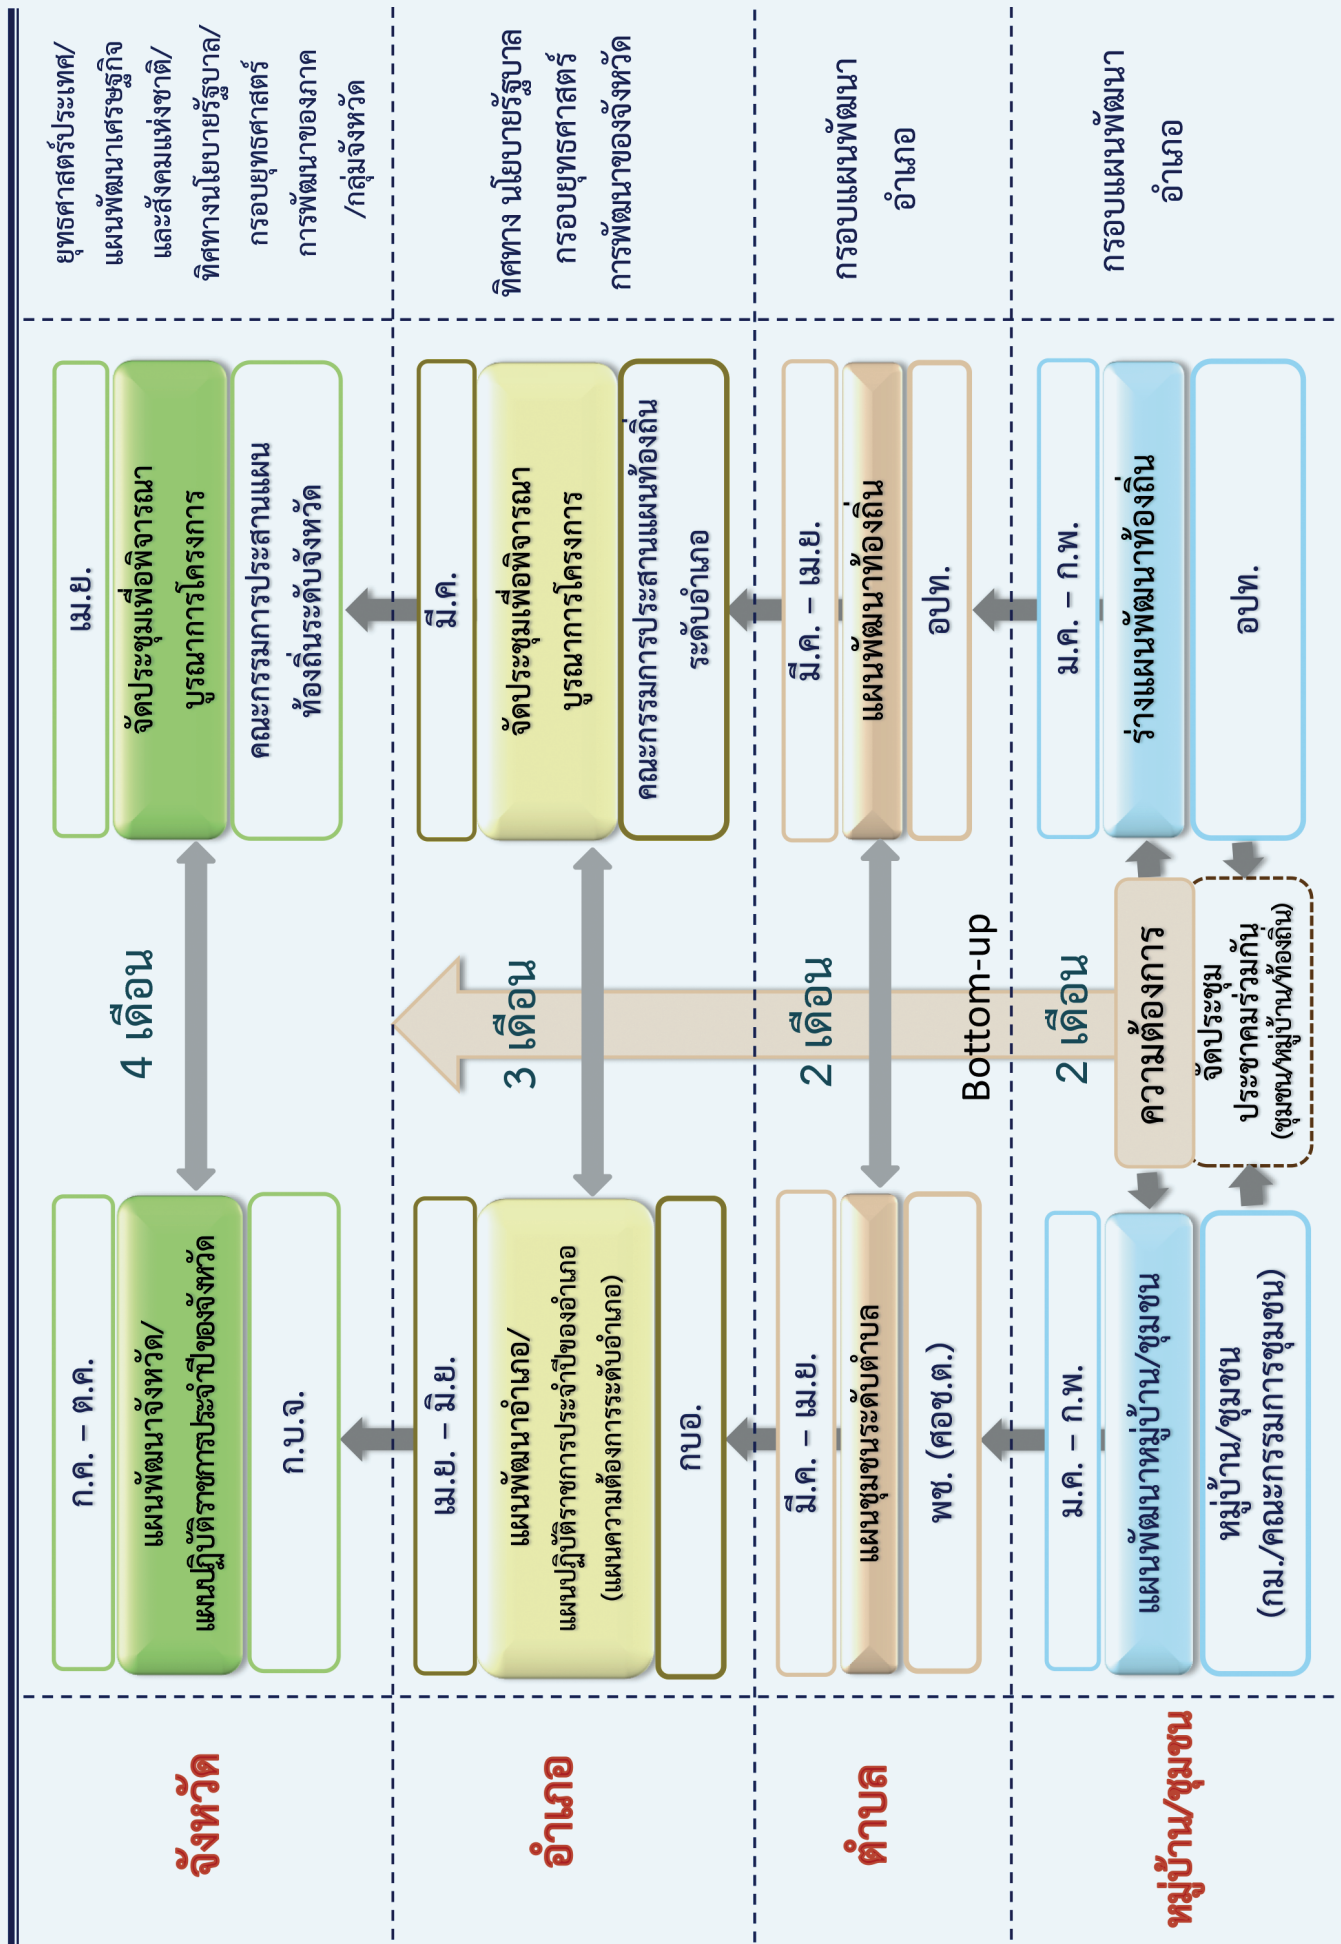 จังหวัด
ก.ค. – ต.ค.
แผนพัฒนาจังหวัด/
แผนปฏิบัติราชการประจำปีของจังหวัด
ก.บ.จ.
4 เดือน
เม.ย.
จัดประชุมเพื่อพิจารณา
บูรณาการโครงการ
คณะกรรมการประสานแผน
ท้องถิ่นระดับจังหวัด
ยุทธศาสตร์ประเทศ/
แผนพัฒนาเศรษฐกิจ
และสังคมแห่งชาติ/
ทิศทางนโยบายรัฐบาล/
กรอบยุทธศาสตร์
การพัฒนาของภาค
/กลุ่มจังหวัด
อำเภอ
เม.ย. – มิ.ย.
แผนพัฒนาอำเภอ/
แผนปฏิบัติราชการประจำปีของอำเภอ
(แผนความต้องการระดับอำเภอ)
กบอ.
3 เดือน
มี.ค.
จัดประชุมเพื่อพิจารณา
บูรณาการโครงการ
คณะกรรมการประสานแผนท้องถิ่น
ระดับอำเภอ
ทิศทาง นโยบายรัฐบาล
กรอบยุทธศาสตร์
การพัฒนาของจังหวัด
ตำบล
มี.ค. – เม.ย.
แผนชุมชนระดับตำบล
พช. (ศอช.ต.)
2 เดือน
Bottom-up
มี.ค. – เม.ย.
แผนพัฒนาท้องถิ่น
อปท.
กรอบแผนพัฒนา
อำเภอ
หมู่บ้าน/ชุมชน
ม.ค. – ก.พ.
แผนพัฒนาหมู่บ้าน/ชุมชน
หมู่บ้าน/ชุมชน
(กม./คณะกรรมการชุมชน)
2 เดือน
ความต้องการ
จัดประชุม
ประชาคมร่วมกัน
(ชุมชน/หมู่บ้าน/ท้องถิ่น)
ม.ค. – ก.พ.
ร่างแผนพัฒนาท้องถิ่น
อปท.
กรอบแผนพัฒนา
อำเภอ